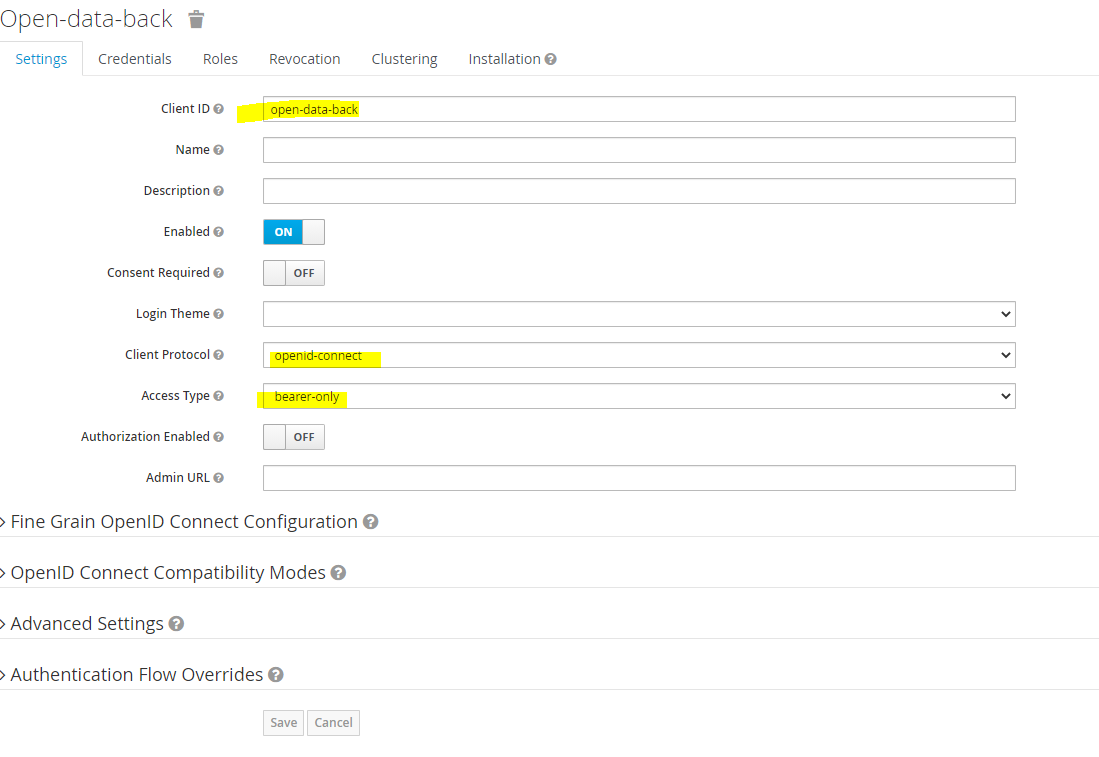 Open-data-back
Settings Credentials Roles Revocation Clustering Installation ?
Client ID ? open-data-back
Name ?
Description ?
Enabled ? ON
Consent Required ? OFF
Login Theme ?
Client Protocol ? openid-connect
Access Type ? bearer-only
Authorization Enabled ? OFF
Admin URL ?
Fine Grain OpenID Connect Configuration ?
OpenID Connect Compatibility Modes ?
Advanced Settings ?
Authentication Flow Overrides ?
Save Cancel